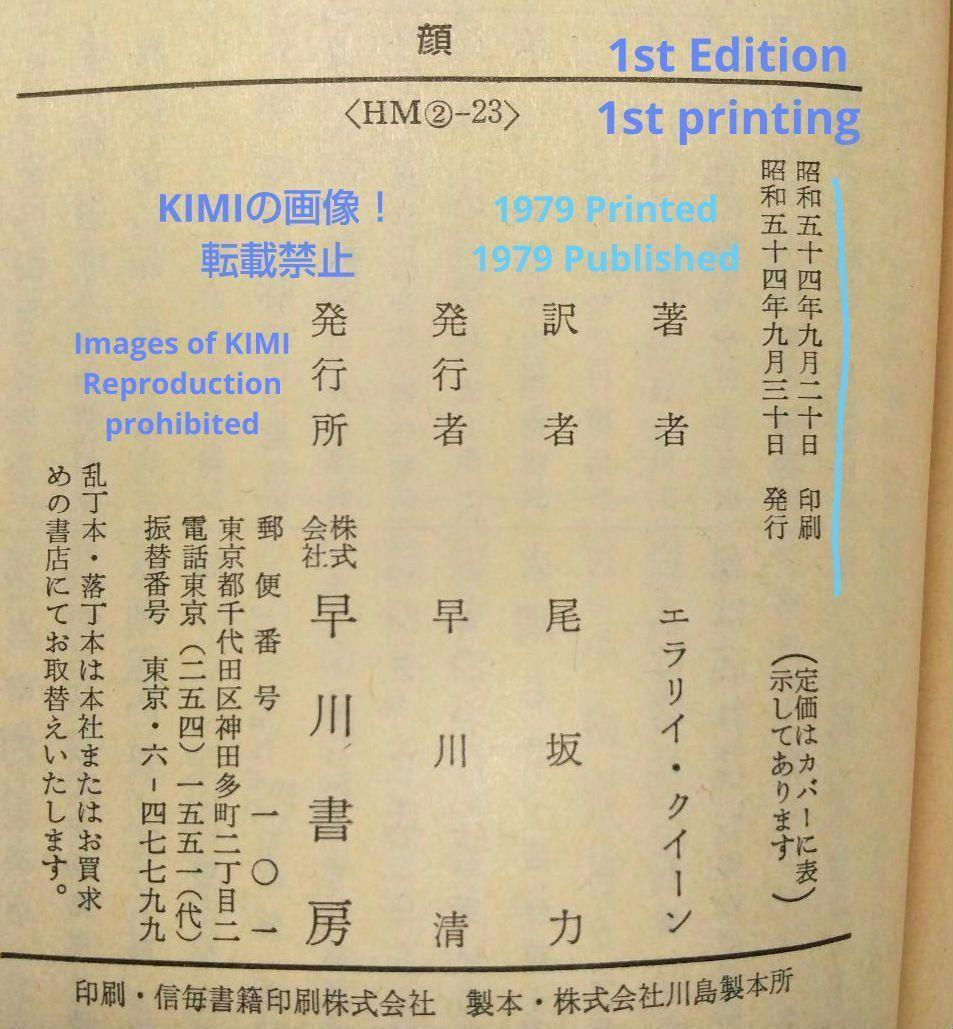 顔
〈HM②-23〉
1st Edition
1st printing
昭和五十四年九月二十日 印刷
昭和五十四年九月三十日 発行
1979 Printed
1979 Published
KIMIの画像！
転載禁止
Images of KIMI
Reproduction
prohibited
（定価はカバーに表
示してあります）
著者 エラリイ・クイーン
訳者 尾坂力
発行者 早川清
発行所 株式会社 早川書房
郵便番号 一〇一
東京都千代田区神田多町二丁目二
電話東京（二五四）一五五一（代）
振替番号 東京・六-四七七九九
乱丁本・落丁本は本社またはお買求
めの書店にてお取替えいたします。
印刷・信毎書籍印刷株式会社 製本・株式会社川島製本所